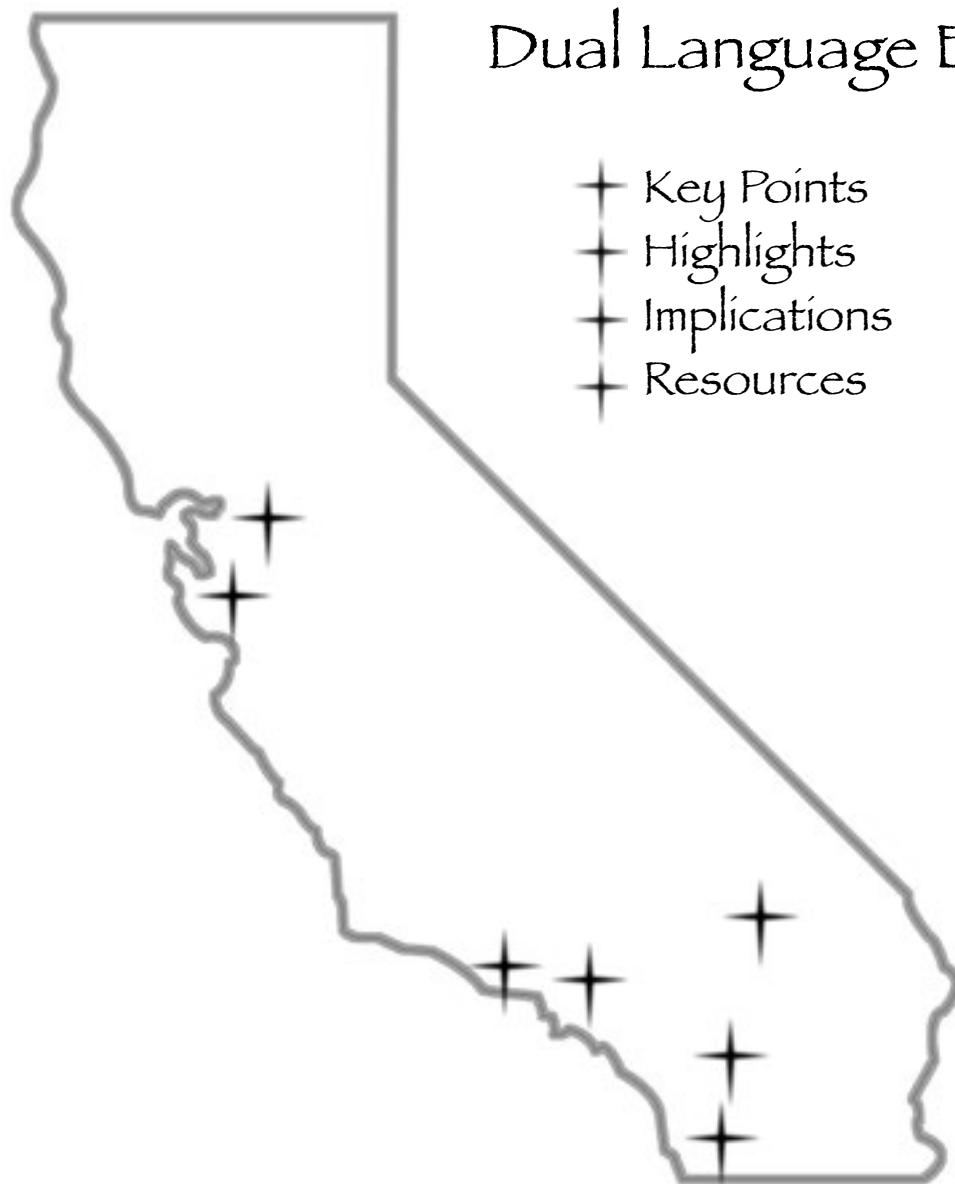 Dual Language E
Key Points
Highlights
Implications
Resources